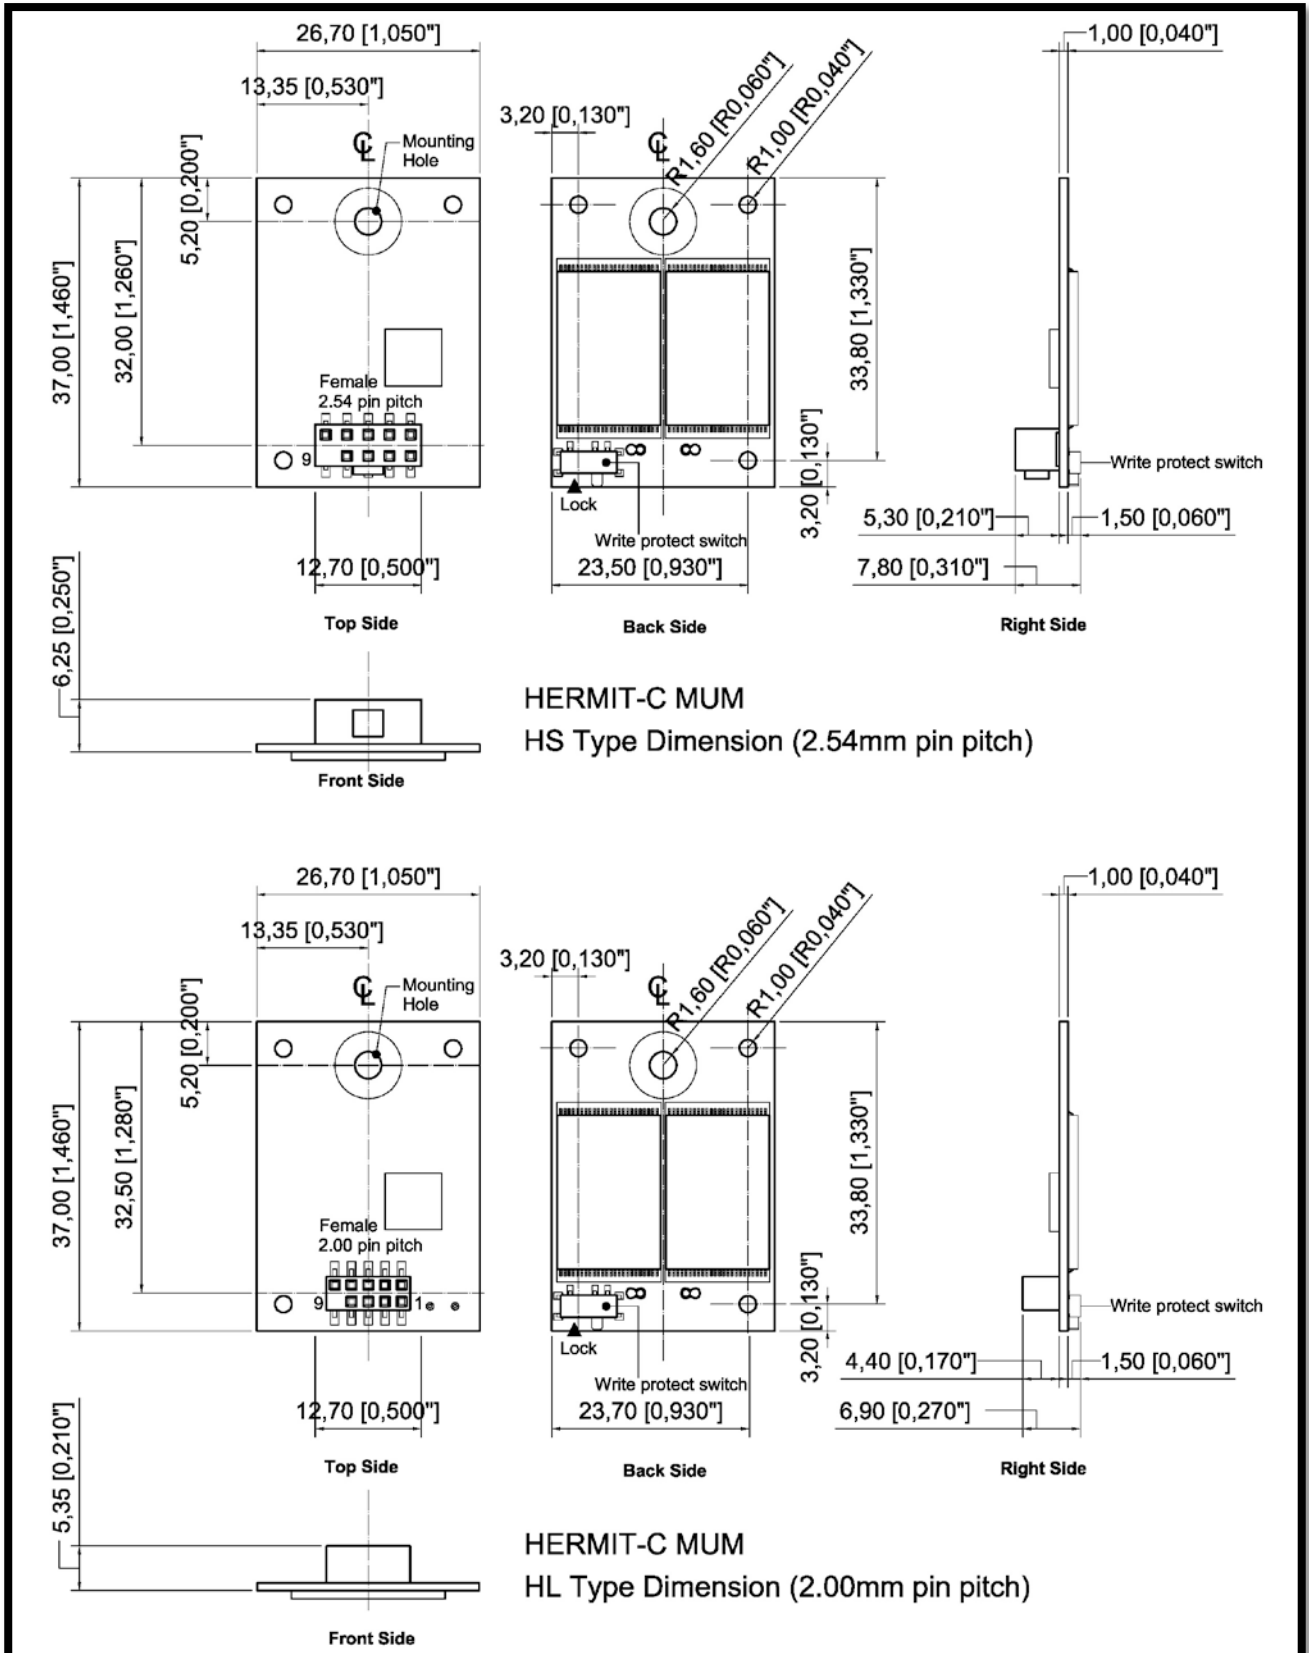 26,70 [1,050"]
13,35 [0,530"]
5,20 [0,200"]
℄
Mounting
Hole
37,00 [1,460"]
32,00 [1,260"]
Female
2.54 pin pitch
9
12,70 [0,500"]
Top Side
3,20 [0,130"]
℄
R1,60 [R0,060"]
R1,00 [R0,040"]
33,80 [1,330"]
3,20 [0,130"]
Lock
Write protect switch
23,50 [0,930"]
Back Side
1,00 [0,040"]
Write protect switch
5,30 [0,210"]
1,50 [0,060"]
7,80 [0,310"]
Right Side
6,25 [0,250"]
Front Side
HERMIT-C MUM
HS Type Dimension (2.54mm pin pitch)
26,70 [1,050"]
13,35 [0,530"]
5,20 [0,200"]
℄
Mounting
Hole
37,00 [1,460"]
32,50 [1,280"]
Female
2.00 pin pitch
9
1
12,70 [0,500"]
Top Side
3,20 [0,130"]
℄
R1,60 [R0,060"]
R1,00 [R0,040"]
33,80 [1,330"]
3,20 [0,130"]
Lock
Write protect switch
23,70 [0,930"]
Back Side
1,00 [0,040"]
Write protect switch
4,40 [0,170"]
1,50 [0,060"]
6,90 [0,270"]
Right Side
5,35 [0,210"]
Front Side
HERMIT-C MUM
HL Type Dimension (2.00mm pin pitch)